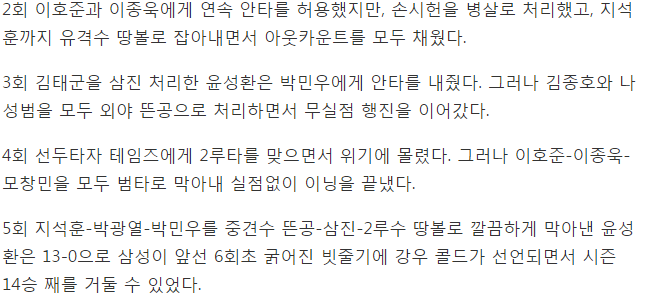 2회 이호준과 이종욱에게 연속 안타를 허용했지만, 손시헌을 병살로 처리했고, 지석
훈까지 유격수 땅볼로 잡아내면서 아웃카운트를 모두 채웠다.
3회 김태군을 삼진 처리한 윤성환은 박민우에게 안타를 내줬다. 그러나 김종호와 나
성범을 모두 외야 뜬공으로 처리하면서 무실점 행진을 이어갔다.
4회 선두타자 테임즈에게 2루타를 맞으면서 위기에 몰렸다. 그러나 이호준-이종욱-
모창민을 모두 범타로 막아내 실점없이 이닝을 끝냈다.
5회 지석훈-박광열-박민우를 중견수 뜬공-삼진-2루수 땅볼로 깔끔하게 막아낸 윤성
환은 13-0으로 삼성이 앞선 6회초 굵어진 빗줄기에 강우 콜드가 선언되면서 시즌
14승 째를 거둘 수 있었다.